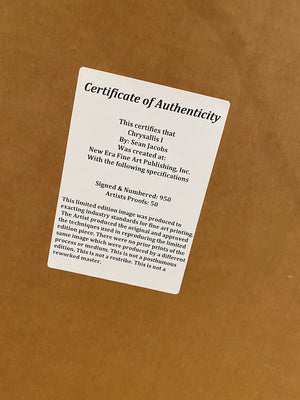 Certificate of Authenticity
This certifies that
Chrysallis I
By: Sean Jacobs
Was created at:
New Era Fine Art Publishing, Inc.
With the following specifications
Signed & Numbered: 950
Artists Proofs: 50
This limited edition image was produced to
exacting industry standards for fine art printing.
The Artist produced the original and approved
the techniques used in reproducing the limited
edition piece. There were no prior prints of the
same image which were produced by a different
process or medium. This is not a posthumous
edition. This is not a restrike. This is not a
reworked master.